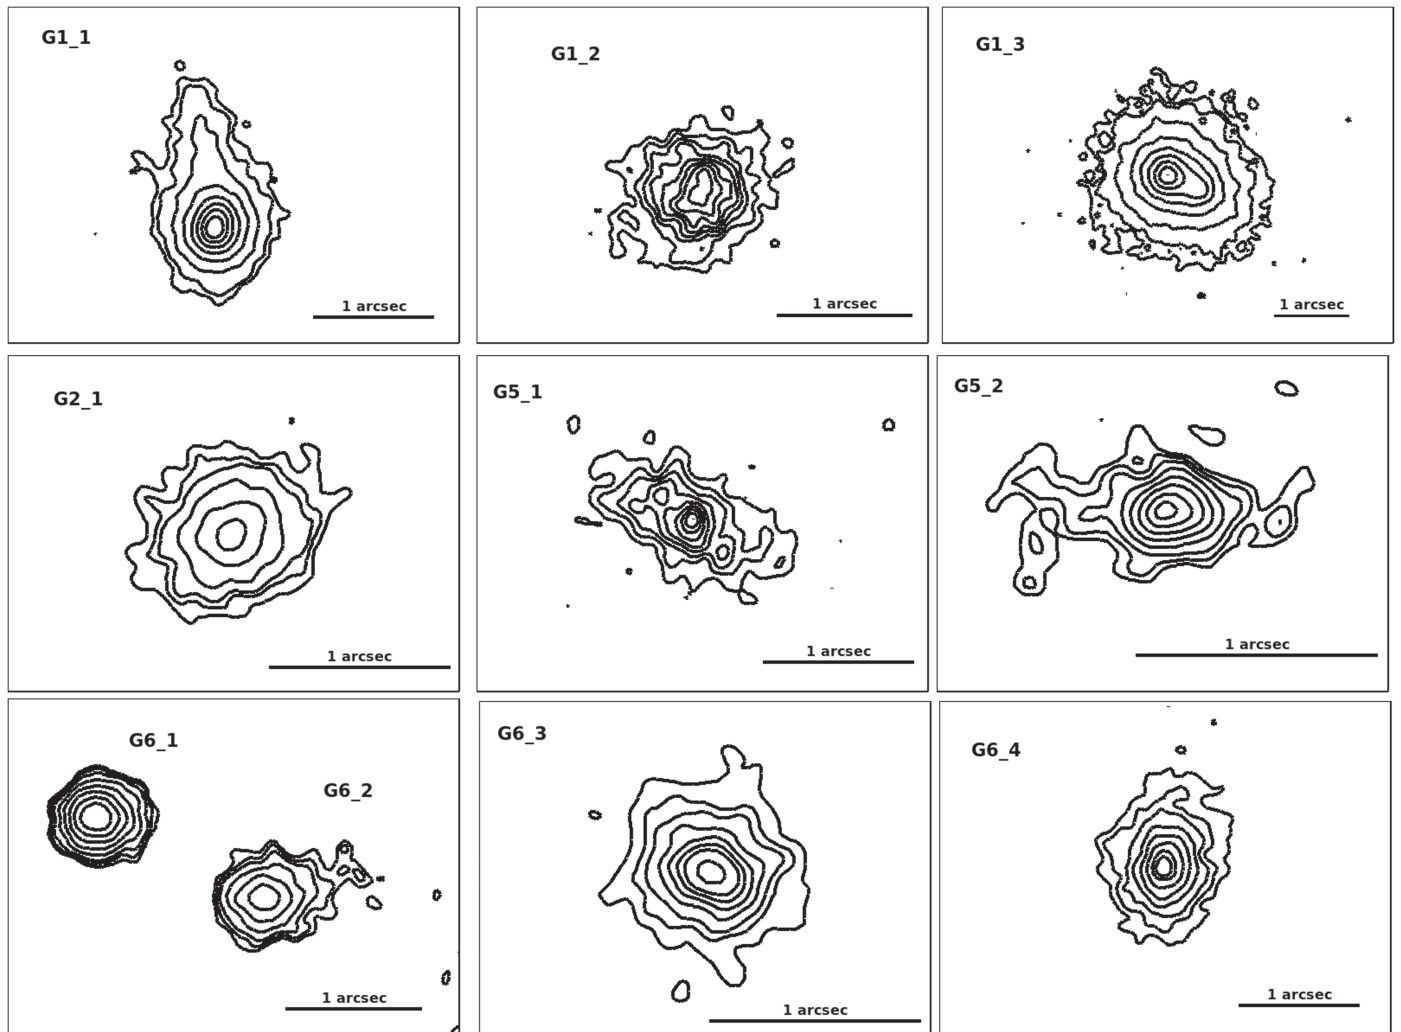 G1_1
1 arcsec
G1_2
1 arcsec
G1_3
1 arcsec
G2_1
1 arcsec
G5_1
1 arcsec
G5_2
1 arcsec
G6_1
G6_2
1 arcsec
G6_3
1 arcsec
G6_4
1 arcsec